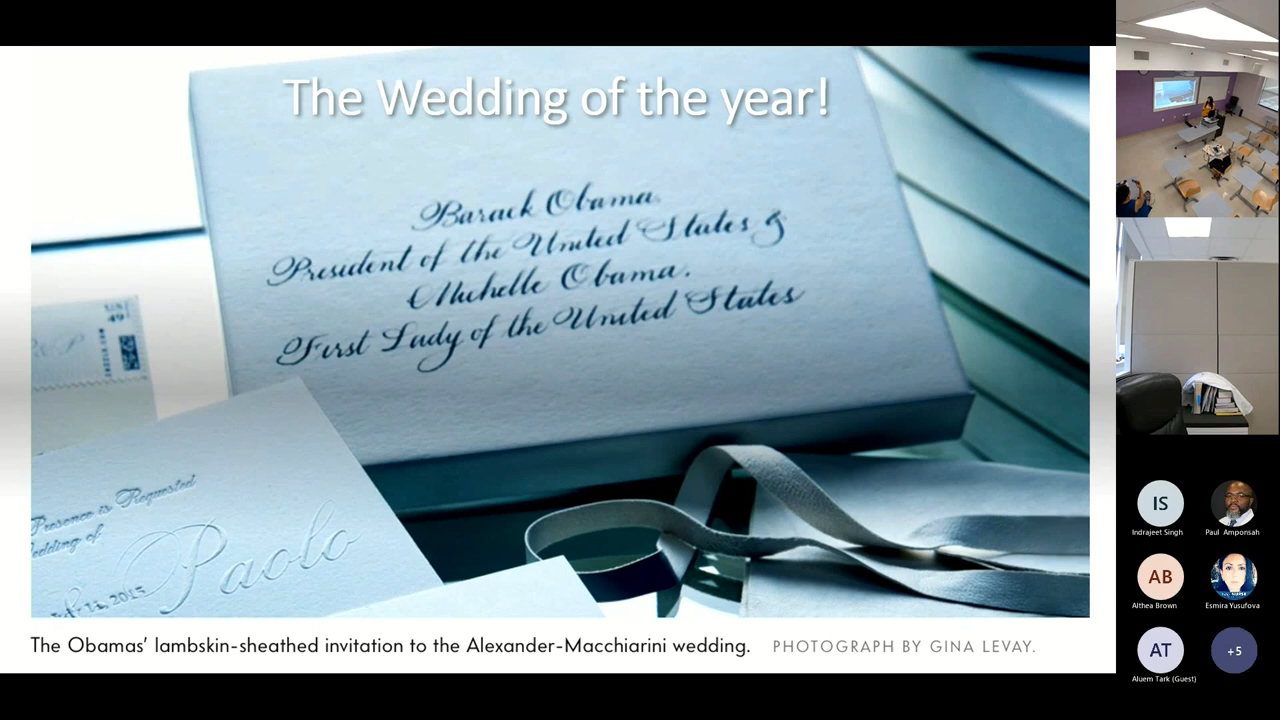 The Wedding of the year!
Barack Obama,
President of the United States &
Michelle Obama,
First Lady of the United States
Presence is Requested
Wedding of
Paolo
2015
The Obamas' lambskin-sheathed invitation to the Alexander-Macchiarini wedding. PHOTOGRAPH BY GINA LEVAY.
IS
Indrajeet Singh
Paul Amponsah
AB
Althea Brown
Esmira Yusufova
AT
Aluem Tark (Guest)
+5